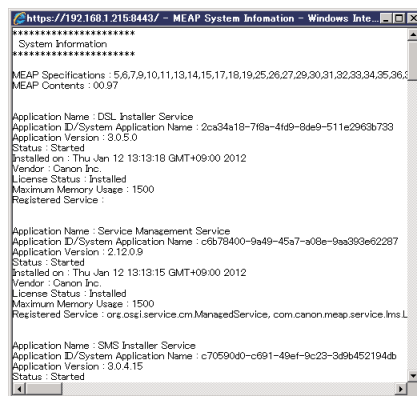 https://192.168.1.215:8443/ - MEAP System Infomation - Windows Inte...
*********************
System Information
*********************
MEAP Specifications : 5,6,7,9,10,11,13,14,15,17,18,19,25,26,27,29,30,31,32,33,34,35,36,3
MEAP Contents : 00.97
Application Name : DSL Installer Service
Application ID/System Application Name : 2ca34a18-7f8a-4fd9-8de9-511e2963b733
Application Version : 3.0.5.0
Status : Started
Installed on : Thu Jan 12 13:13:18 GMT+09:00 2012
Vendor : Canon Inc.
License Status : Installed
Maximum Memory Usage : 1500
Registered Service :
Application Name : Service Management Service
Application ID/System Application Name : c6b78400-9a49-45a7-a08e-9aa393e62287
Application Version : 2.12.0.9
Status : Started
Installed on : Thu Jan 12 13:13:15 GMT+09:00 2012
Vendor : Canon Inc.
License Status : Installed
Maximum Memory Usage : 1500
Registered Service : org.osgi.service.cm.ManagedService, com.canon.meap.service.lms.L
Application Name : SMS Installer Service
Application ID/System Application Name : c70590d0-c691-49ef-9c23-3d9b452194db
Application Version : 3.0.4.15
Status : Started